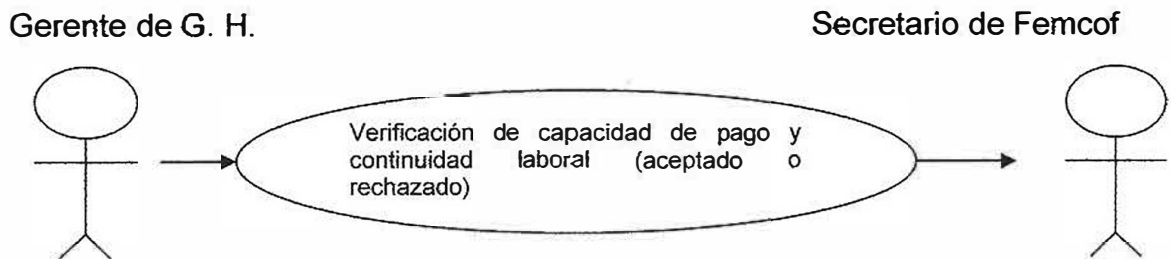 Gerente de G. H.
Secretario de Femcof
Verificación de capacidad de pago y
continuidad laboral (aceptado o
rechazado)